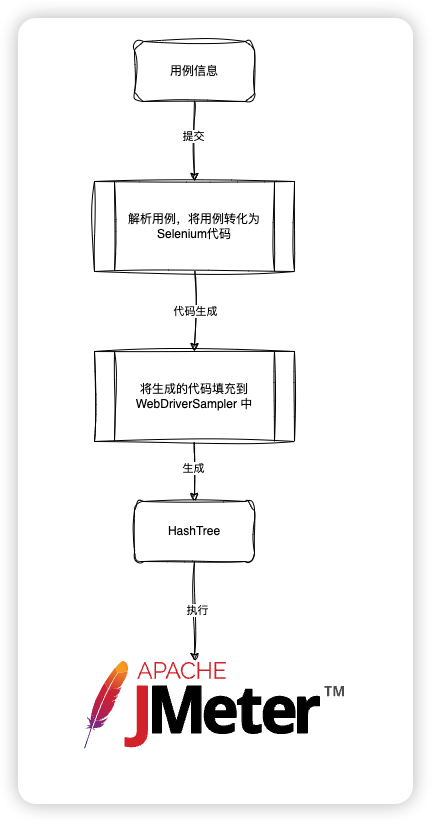 用例信息
提交
解析用例，将用例转化为
Selenium代码
代码生成
将生成的代码填充到
WebDriverSampler 中
生成
HashTree
执行
APACHE
JMeter™